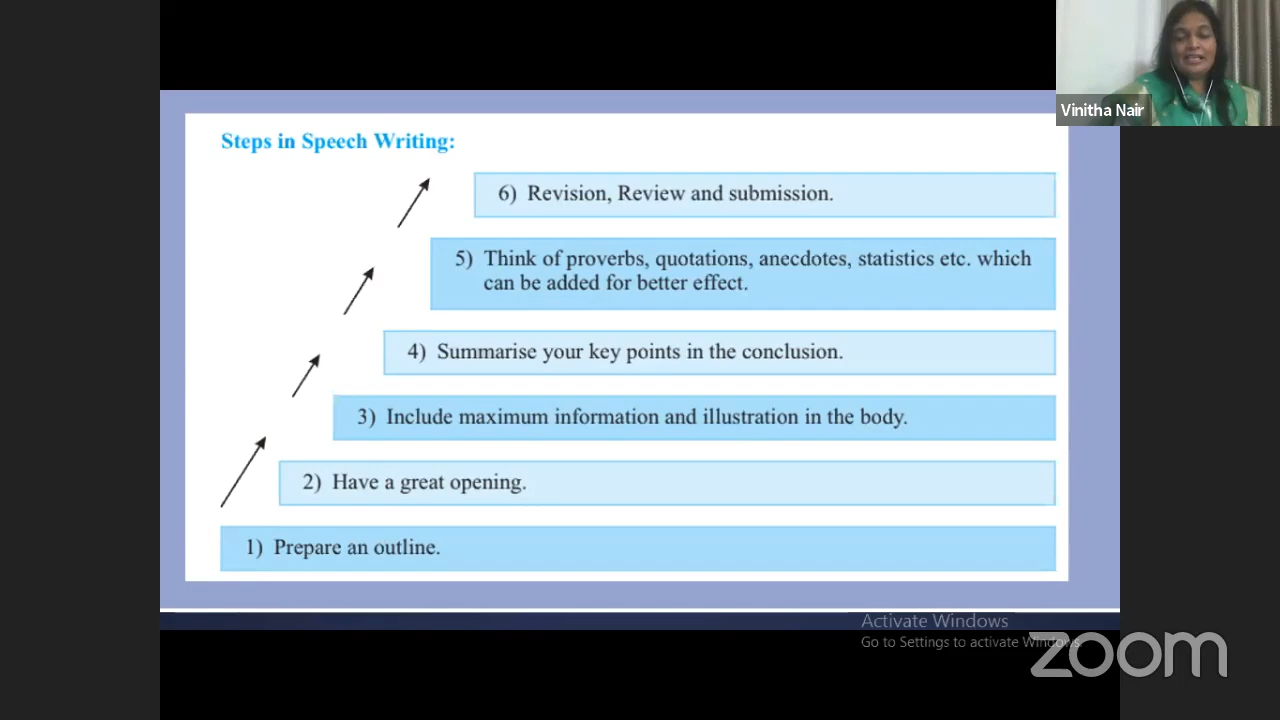 Vinitha Nair
Steps in Speech Writing:
6) Revision, Review and submission.
5) Think of proverbs, quotations, anecdotes, statistics etc. which
can be added for better effect.
4) Summarise your key points in the conclusion.
3) Include maximum information and illustration in the body.
2) Have a great opening.
1) Prepare an outline.
Activate Windows
Go to Settings to activate Windows.
zoom